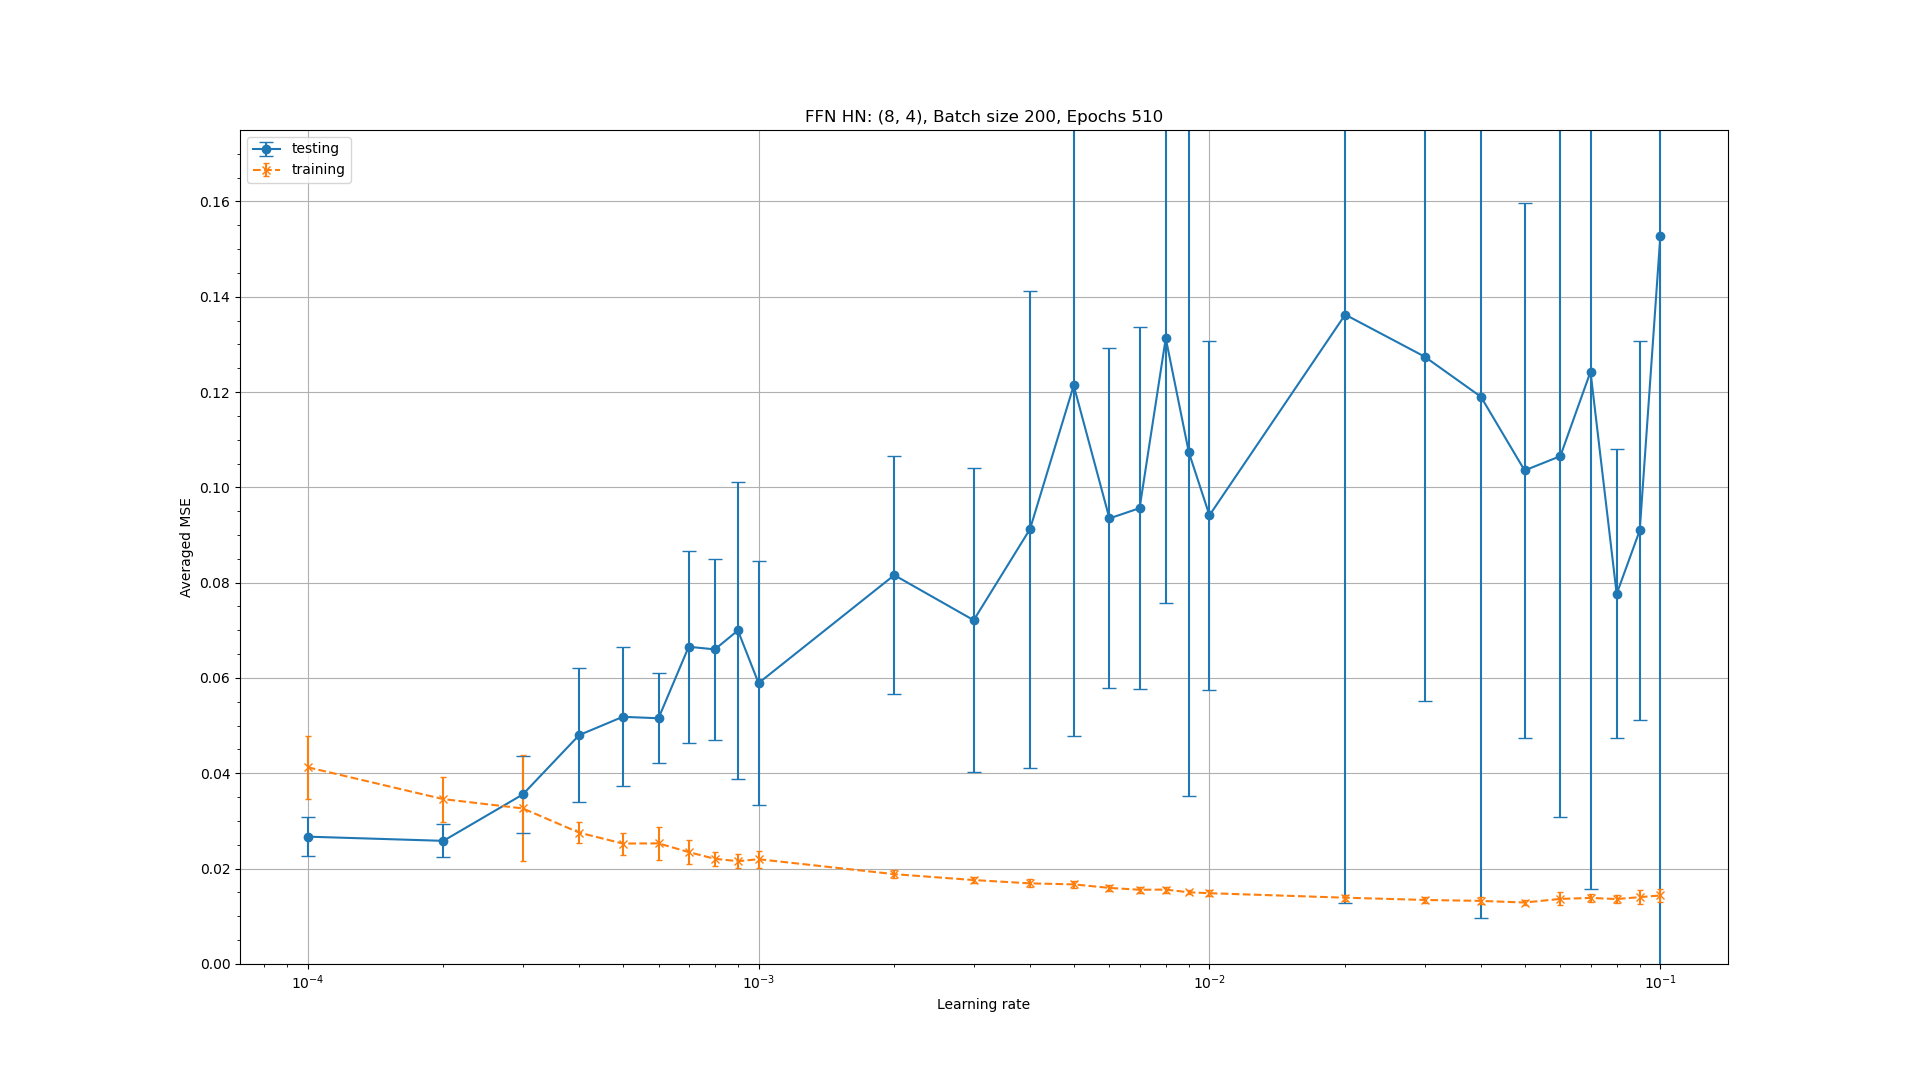 FFN HN: (8, 4), Batch size 200, Epochs 510
testing
training
Averaged MSE
0.16
0.14
0.12
0.10
0.08
0.06
0.04
0.02
0.00
10⁻⁴ 10⁻³ 10⁻² 10⁻¹
Learning rate